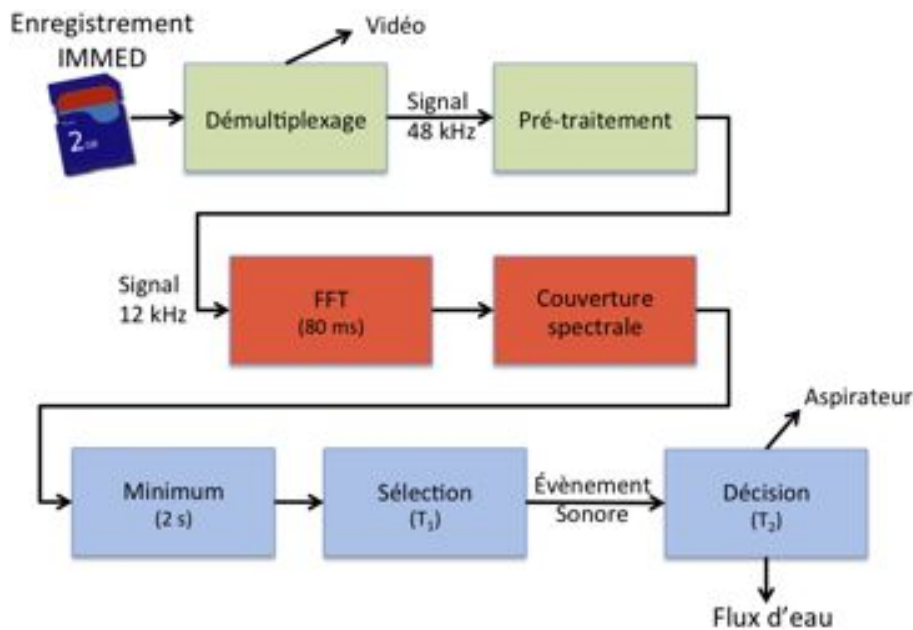 Enregistrement
IMMED
Vidéo
2 GB
Démultiplexage
Signal
48 kHz
Pré-traitement
Signal
12 kHz
FFT
(80 ms)
Couverture
spectrale
Aspirateur
Minimum
(2 s)
Sélection
(T₁)
Évènement
Sonore
Décision
(T₂)
Flux d'eau